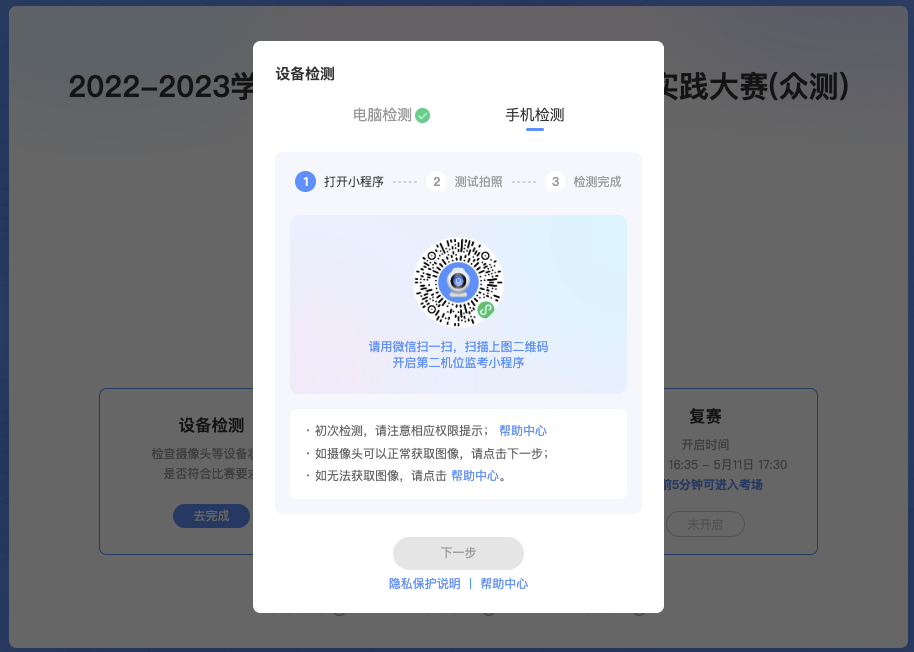 2022-2023学
实践大赛(众测)
设备检测
电脑检测
手机检测
1 打开小程序 ----- 2 测试拍照 ----- 3 检测完成
请用微信扫一扫，扫描上图二维码
开启第二机位监考小程序
· 初次检测，请注意相应权限提示； 帮助中心
· 如摄像头可以正常获取图像，请点击下一步；
· 如无法获取图像，请点击 帮助中心。
下一步
隐私保护说明 | 帮助中心
设备检测
检查摄像头等设备
是否符合比赛要
去完成
复赛
开启时间
16:35 - 5月11日 17:30
前5分钟可进入考场
未开启